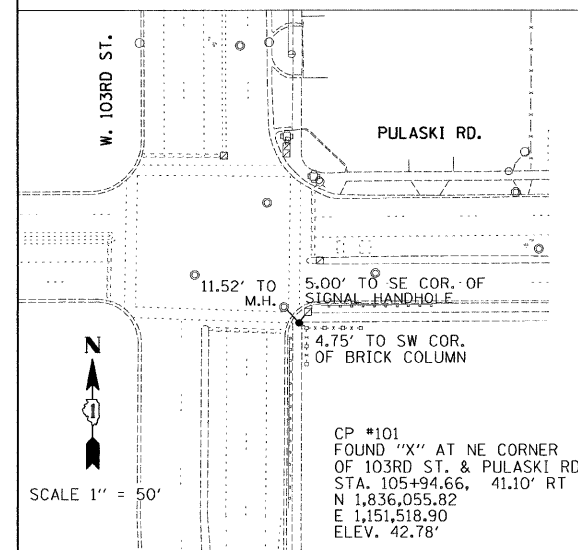 W. 103RD ST.
PULASKI RD.
11.52' TO
M.H.
5.00' TO SE COR. OF
SIGNAL HANDHOLE
4.75' TO SW COR.
OF BRICK COLUMN
N
1
SCALE 1" = 50'
CP #101
FOUND "X" AT NE CORNER
OF 103RD ST. & PULASKI RD
STA. 105+94.66, 41.10' RT
N 1,836,055.82
E 1,151,518.90
ELEV. 42.78'